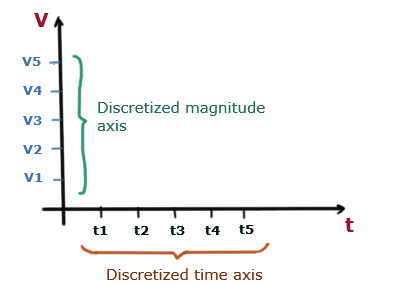 V
V5
V4
V3
V2
V1
Discretized magnitude
axis
t1 t2 t3 t4 t5
t
Discretized time axis